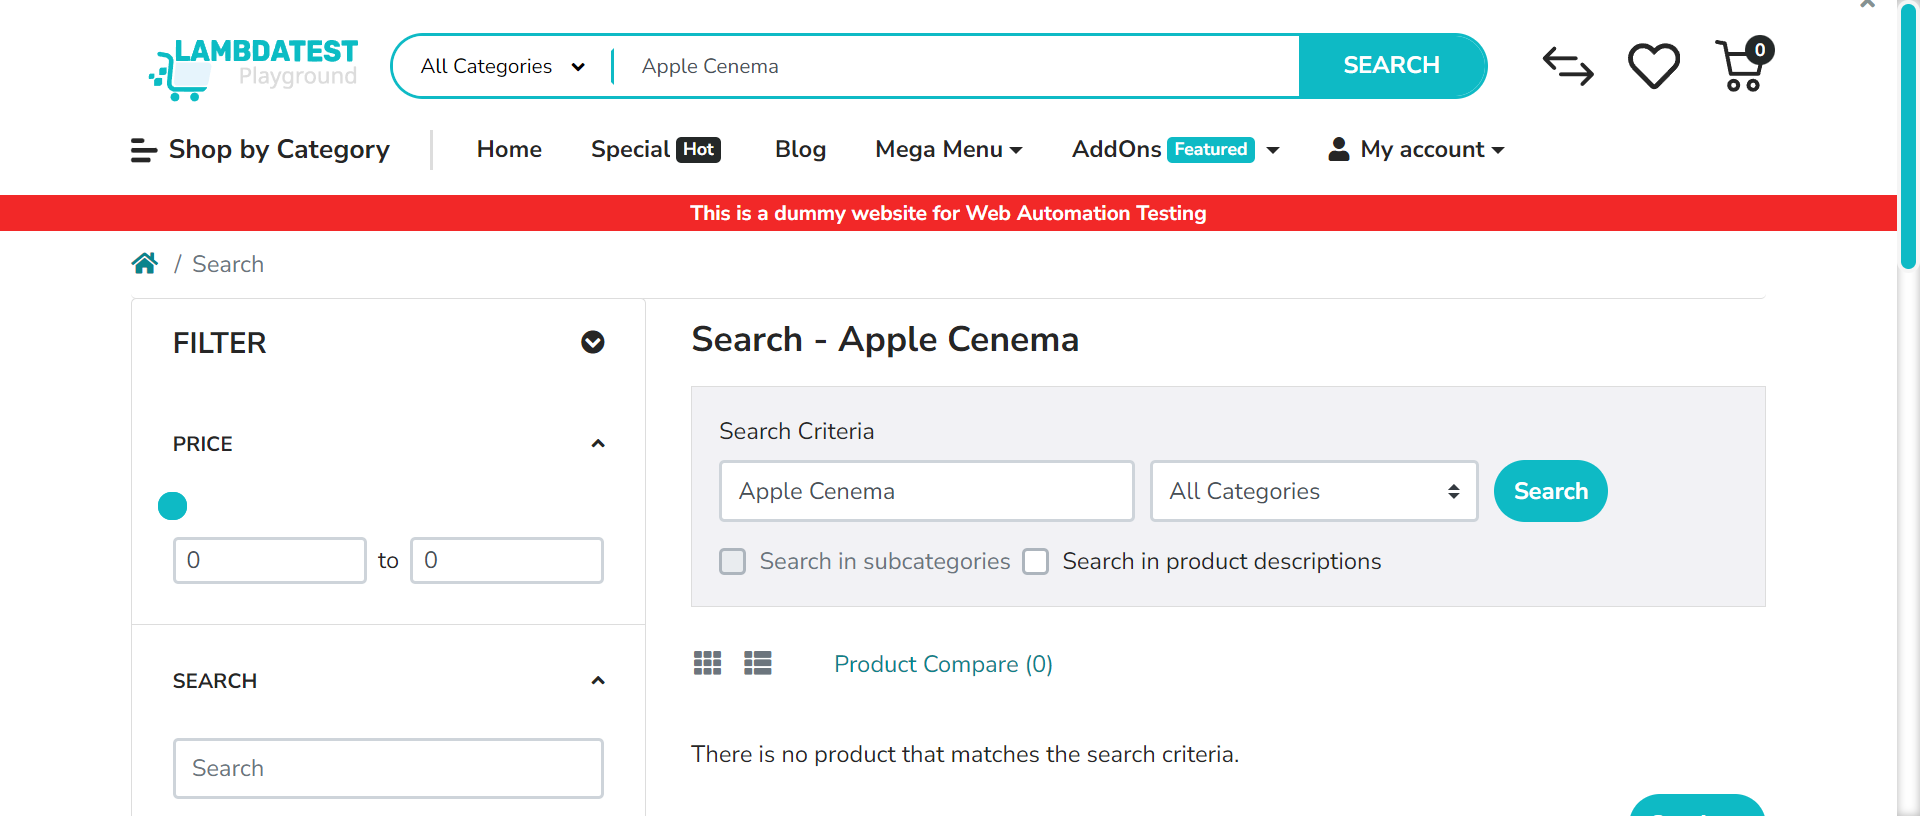 LAMBDATEST
Playground
All Categories
Apple Cenema
SEARCH
0
Shop by Category
Home
Special Hot
Blog
Mega Menu
AddOns Featured
My account
This is a dummy website for Web Automation Testing
/ Search
FILTER
PRICE
0 to 0
SEARCH
Search
Search - Apple Cenema
Search Criteria
Apple Cenema
All Categories
Search
Search in subcategories
Search in product descriptions
Product Compare (0)
There is no product that matches the search criteria.